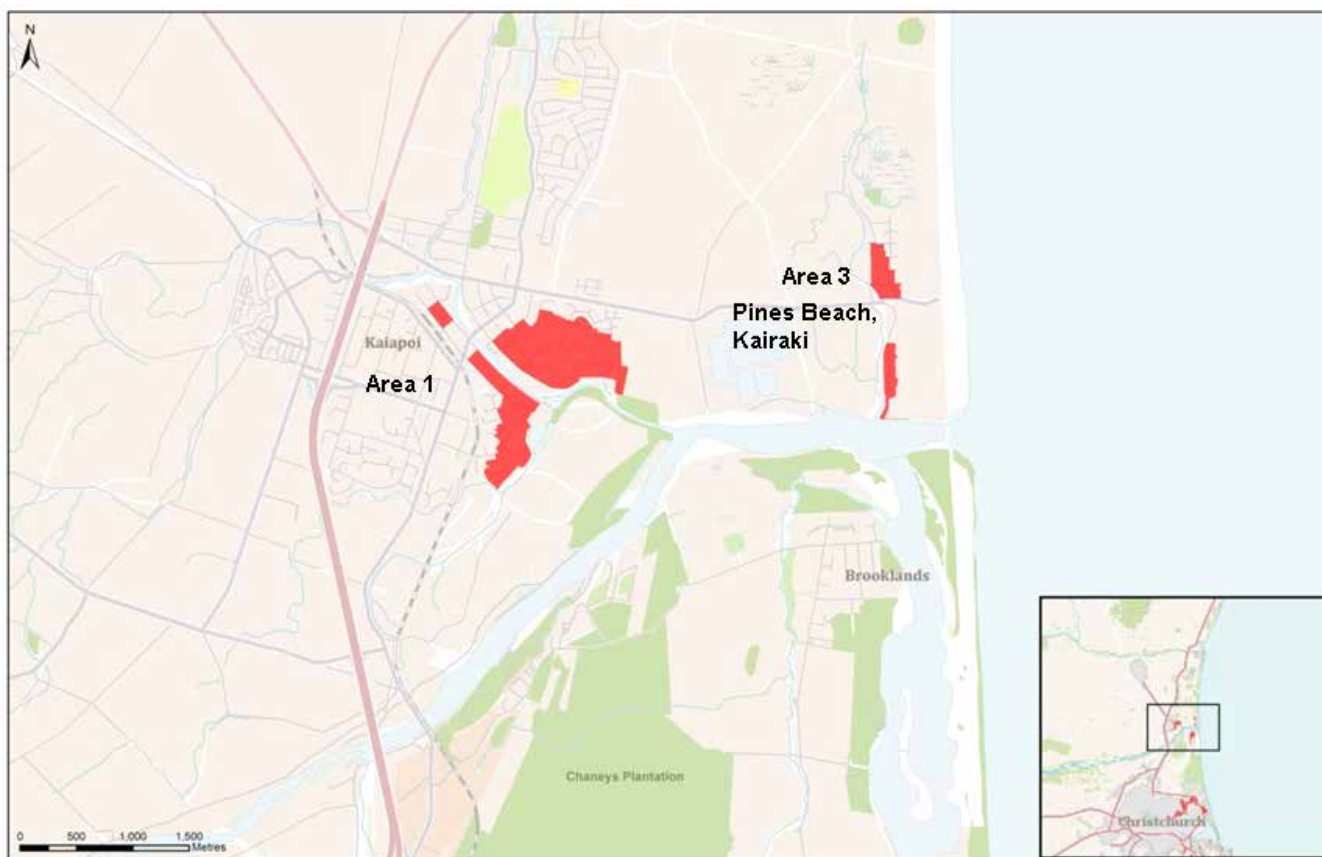 N
Area 3
Pines Beach,
Kairaki
Kaiapoi
Area 1
Brooklands
Chaneys Plantation
Christchurch
0 500 1,000 1,500
Metres